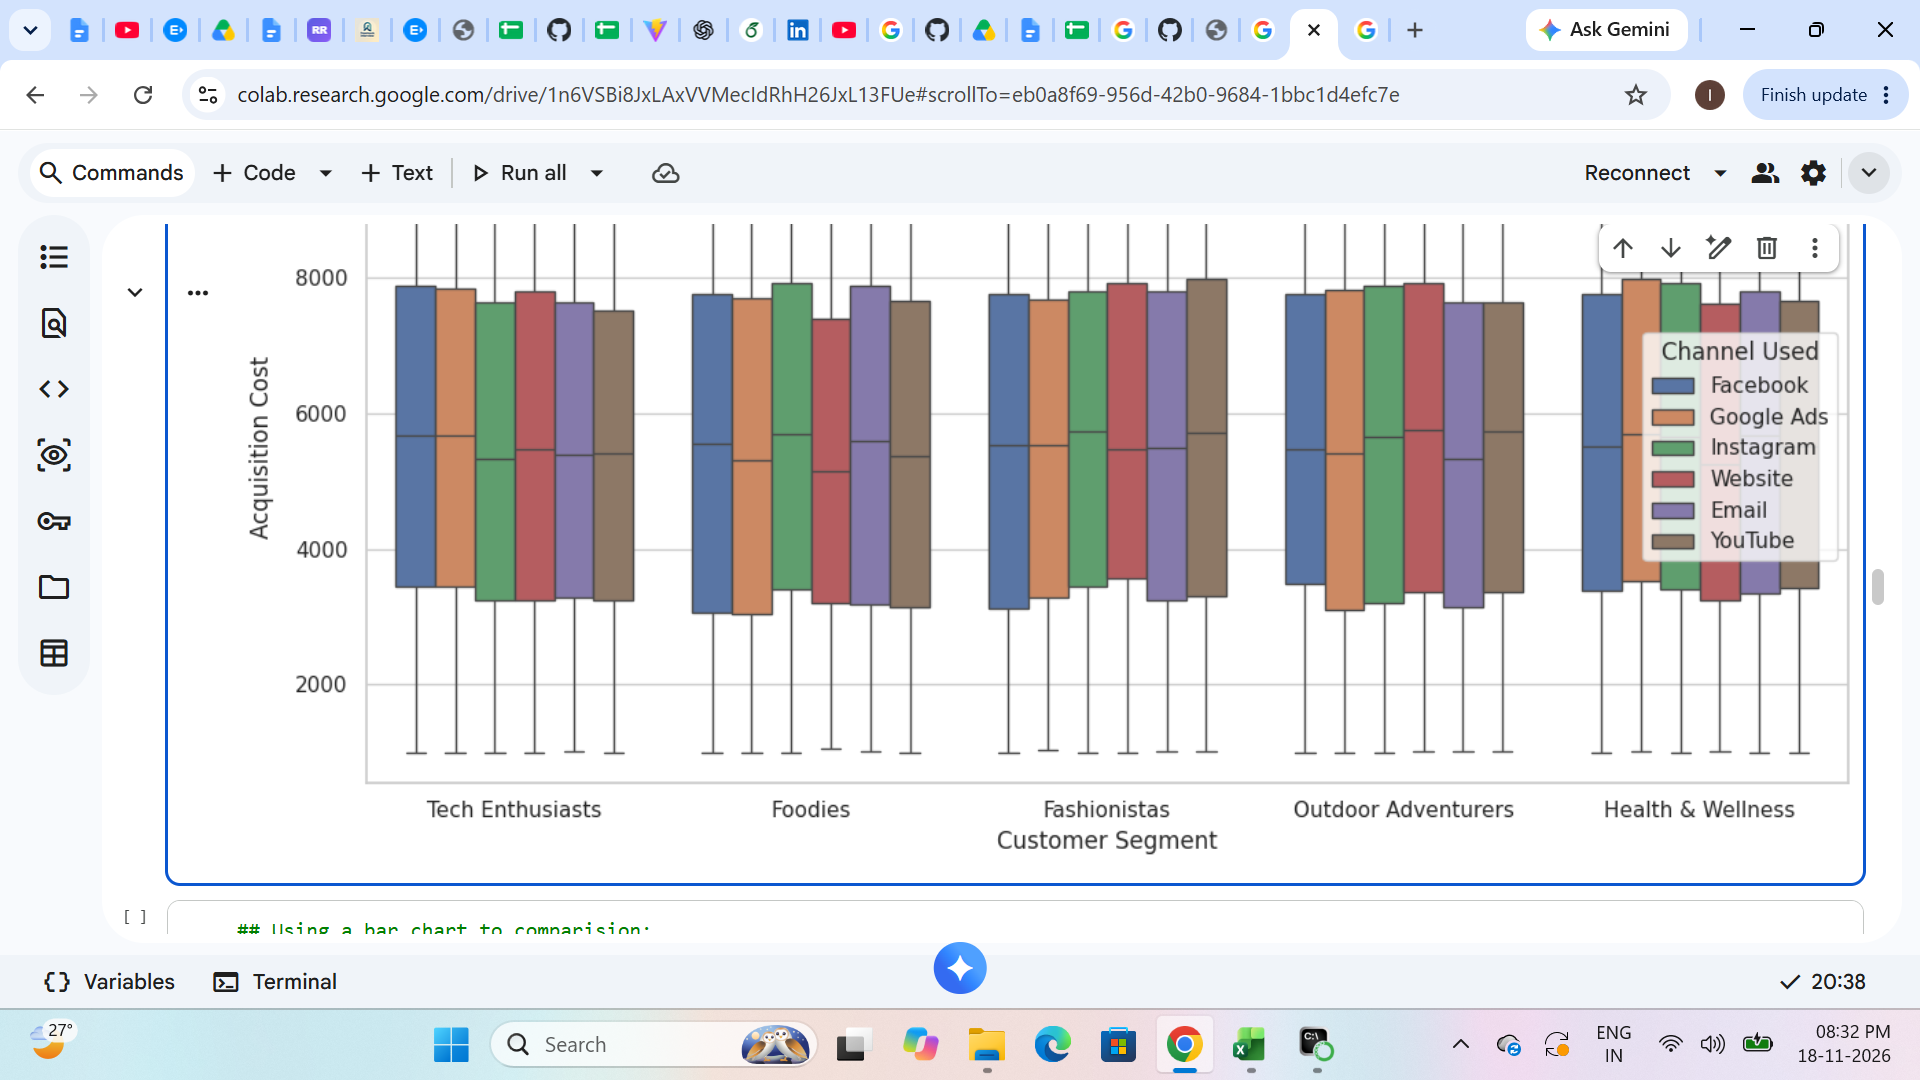 RR
Ask Gemini
colab.research.google.com/drive/1n6VSBi8JxLAxVVMecIdRhH26JxL13FUe#scrollTo=eb0a8f69-956d-42b0-9684-1bbc1d4efc7e
I
Finish update
Commands
+ Code
+ Text
Run all
Reconnect
8000
6000
4000
2000
Acquisition Cost
Channel Used
Facebook
Google Ads
Instagram
Website
Email
YouTube
Tech Enthusiasts
Foodies
Fashionistas
Outdoor Adventurers
Health & Wellness
Customer Segment
[ ]
## Using a bar chart to comparision:
Variables
Terminal
20:38
27°
Search
ENG
IN
08:32 PM
18-11-2026